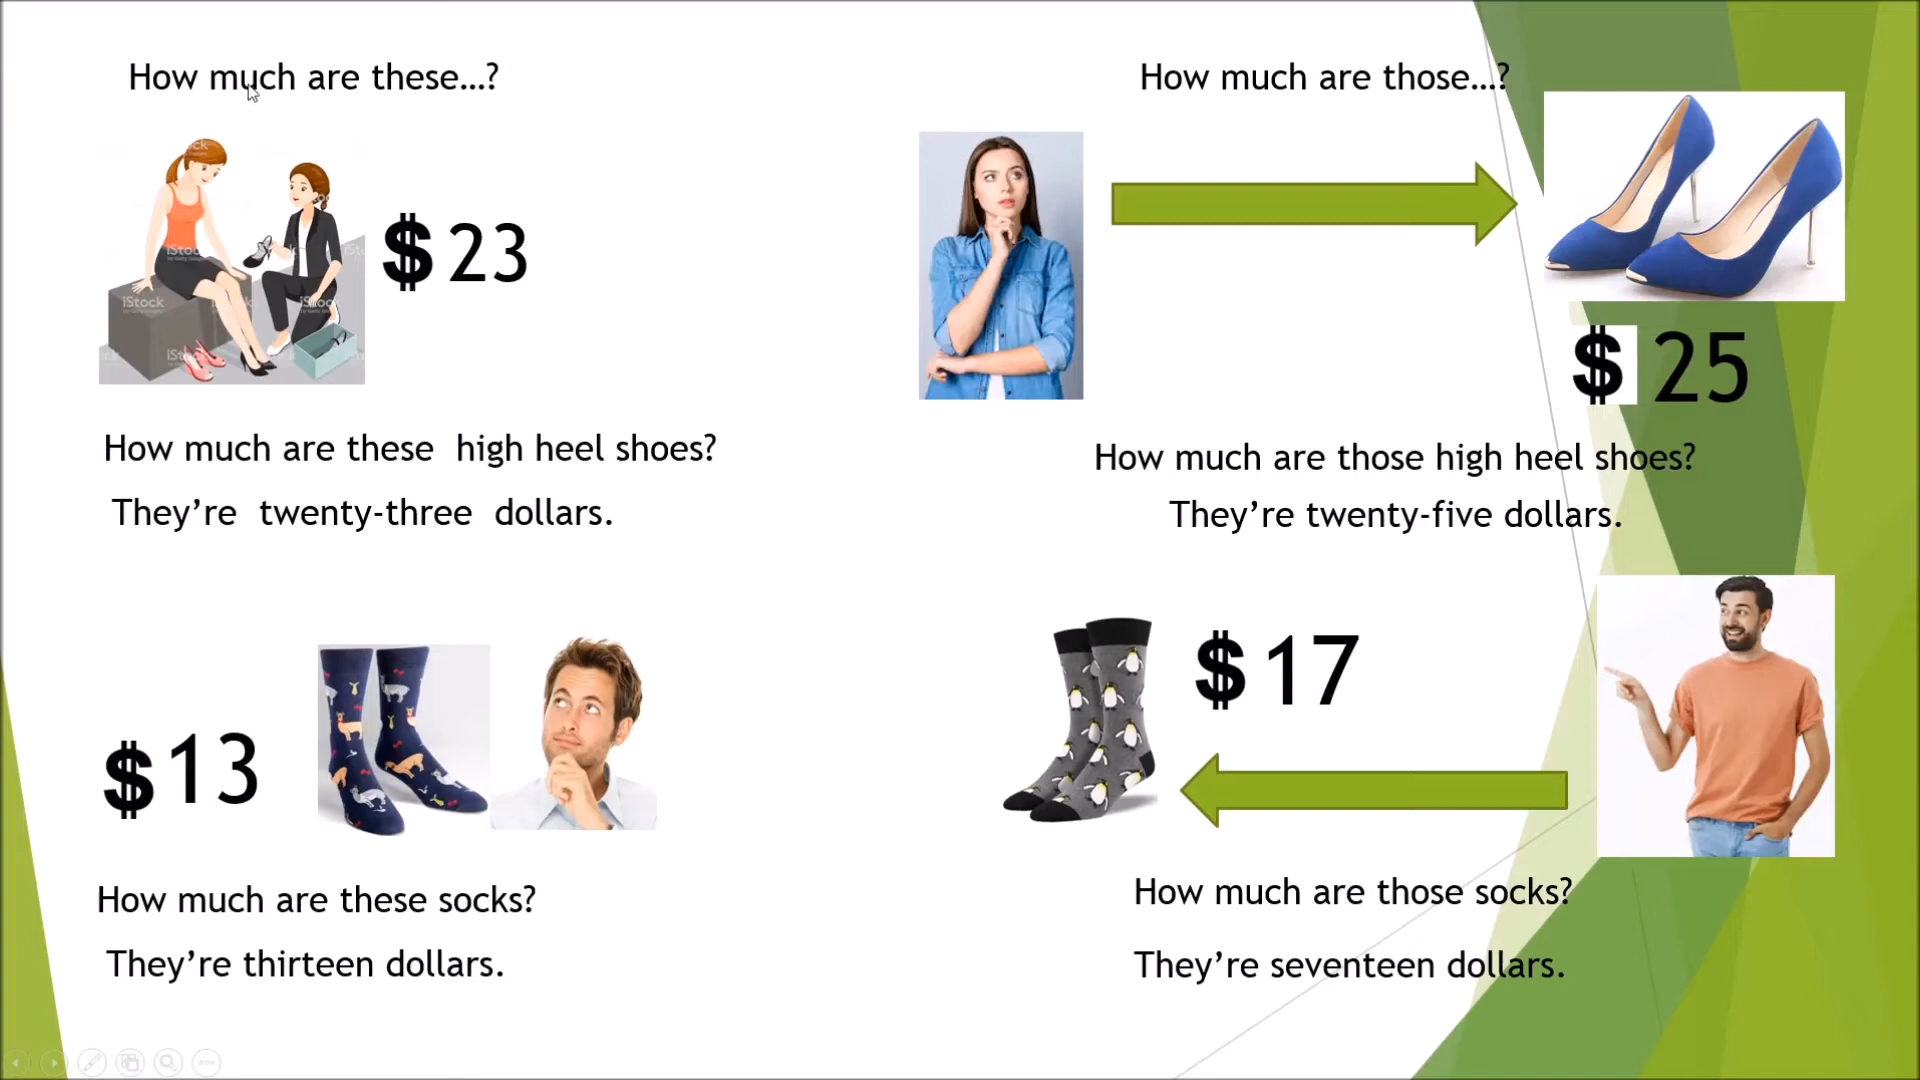 How much are these...?
How much are those...?
iStock
$ 23
$ 25
How much are these high heel shoes?
They're twenty-three dollars.
How much are those high heel shoes?
They're twenty-five dollars.
$ 13
$ 17
How much are these socks?
They're thirteen dollars.
How much are those socks?
They're seventeen dollars.